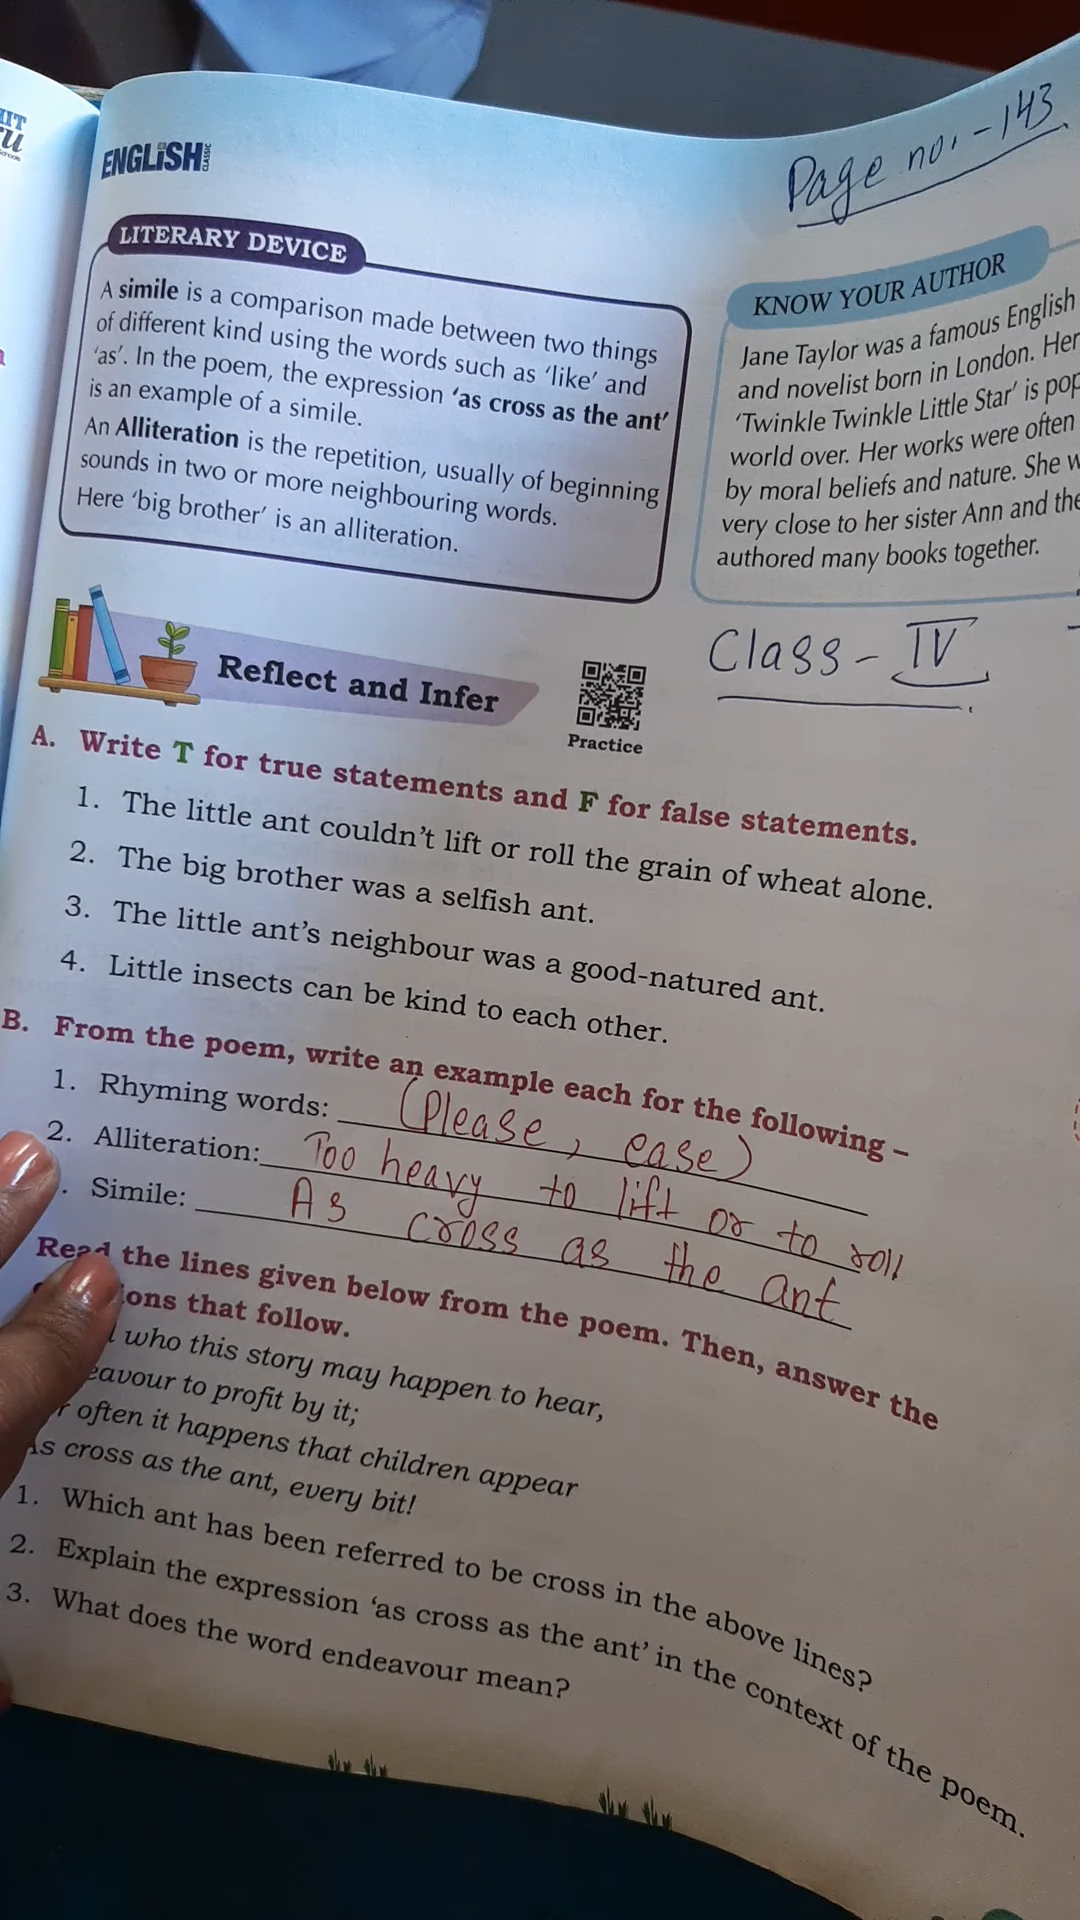 ENGLISH CLASSIC
Page no. - 143
LITERARY DEVICE
A simile is a comparison made between two things
of different kind using the words such as 'like' and
'as'. In the poem, the expression 'as cross as the ant'
is an example of a simile.
An Alliteration is the repetition, usually of beginning
sounds in two or more neighbouring words.
Here 'big brother' is an alliteration.
KNOW YOUR AUTHOR
Jane Taylor was a famous English
and novelist born in London. Her
'Twinkle Twinkle Little Star' is pop
world over. Her works were often
by moral beliefs and nature. She w
very close to her sister Ann and the
authored many books together.
Class - IV
Reflect and Infer
Practice
A. Write T for true statements and F for false statements.
1. The little ant couldn't lift or roll the grain of wheat alone.
2. The big brother was a selfish ant.
3. The little ant's neighbour was a good-natured ant.
4. Little insects can be kind to each other.
B. From the poem, write an example each for the following –
1. Rhyming words: (Please, ease)
2. Alliteration: Too heavy to lift or to roll
. Simile: As cross as the ant
Read the lines given below from the poem. Then, answer the
ions that follow.
who this story may happen to hear,
eavour to profit by it;
r often it happens that children appear
As cross as the ant, every bit!
1. Which ant has been referred to be cross in the above lines?
2. Explain the expression 'as cross as the ant' in the context of the poem.
3. What does the word endeavour mean?